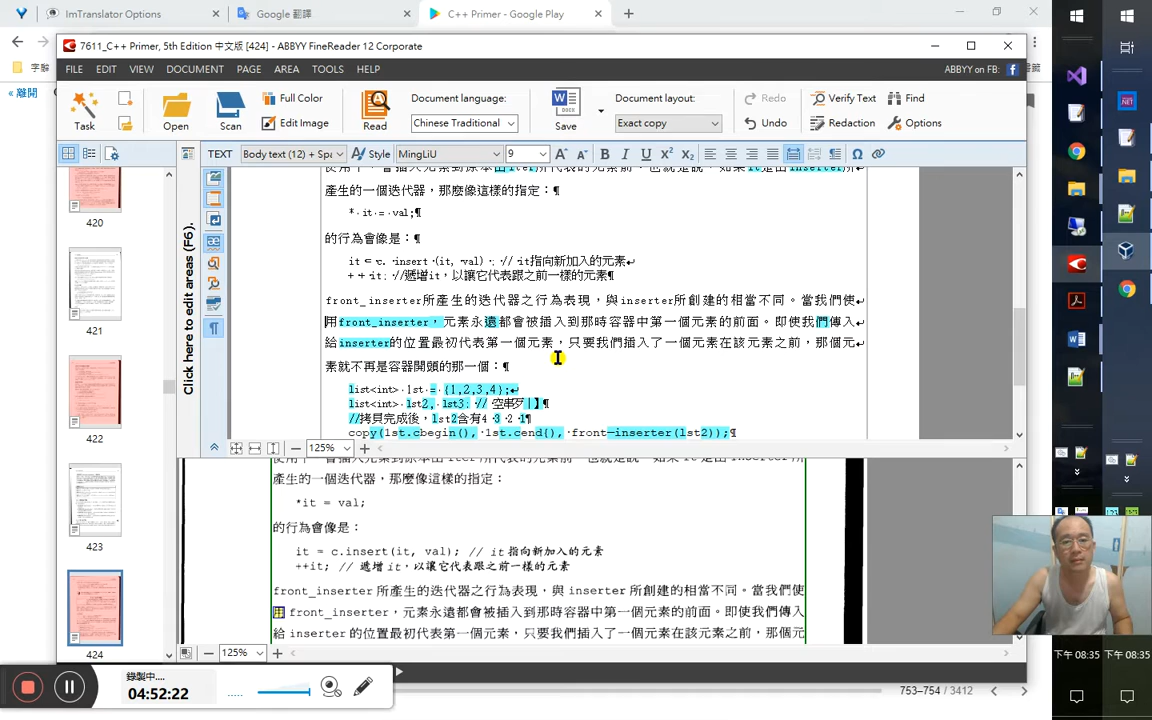 ImTranslator Options
Google 翻譯
C++ Primer - Google Play
字辭
« 離開
7611_C++ Primer, 5th Edition 中文版 [424] - ABBYY FineReader 12 Corporate
FILE EDIT VIEW DOCUMENT PAGE AREA TOOLS HELP
ABBYY on FB:
Task
Open
Scan
Full Color
Edit Image
Read
Document language:
Chinese Traditional
Save
Document layout:
Exact copy
Redo
Undo
Verify Text
Redaction
Find
Options
TEXT Body text (12) + Spa Style MingLiU 9
420
421
422
423
424
Click here to edit areas (F6).
產生的一個迭代器，那麼像這樣的指定：¶
* it = val;¶
的行為會像是：¶
it = c. insert (it, val) ; // it指向新加入的元素
++it; //遞增it，以讓它代表跟之前一樣的元素¶
front_inserter所產生的迭代器之行為表現，與inserter所創建的相當不同。當我們使
用front_inserter，元素永遠都會被插入到那時容器中第一個元素的前面。即使我們傳入
給inserter的位置最初代表第一個元素，只要我們插入了一個元素在該元素之前，那個元
素就不再是容器開頭的那一個：¶
list<int> 1st = {1,2,3,4};
list<int> lst2, lst3; // 空車歹|】¶
//拷貝完成後，lst2含有4 3 2 1¶
copy(1st.cbegin(), 1st.cend{), front—inserter(lst2));¶
125%
產生的一個迭代器，那麼像這樣的指定：
*it = val;
的行為會像是：
it = c.insert(it, val); // it 指向新加入的元素
++it; // 遞增 it，以讓它代表跟之前一樣的元素
front_inserter 所產生的迭代器之行為表現，與 inserter 所創建的相當不同。當我們使
用 front_inserter，元素永遠都會被插入到那時容器中第一個元素的前面。即使我們傳入
給 inserter 的位置最初代表第一個元素，只要我們插入了一個元素在該元素之前，那個元
125%
錄製中...
04:52:22
753–754 / 3412
下午 08:35
下午 08:35